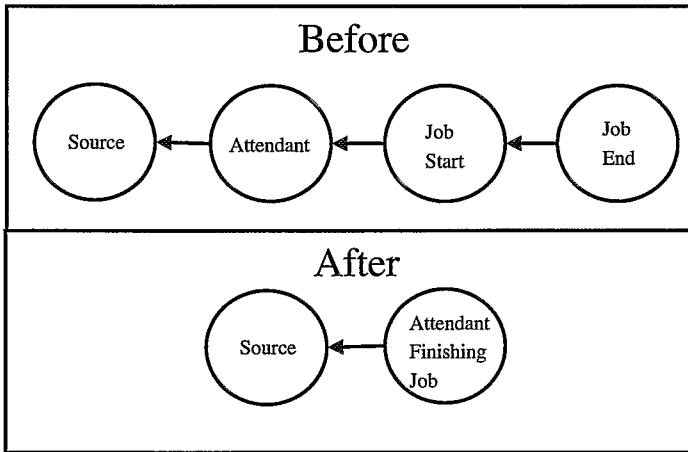 Before
Source
Attendant
Job
Start
Job
End
After
Source
Attendant
Finishing
Job